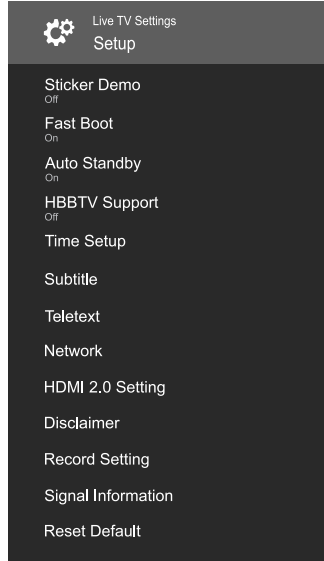 Live TV Settings
Setup
Sticker Demo
Off
Fast Boot
On
Auto Standby
On
HBBTV Support
Off
Time Setup
Subtitle
Teletext
Network
HDMI 2.0 Setting
Disclaimer
Record Setting
Signal Information
Reset Default